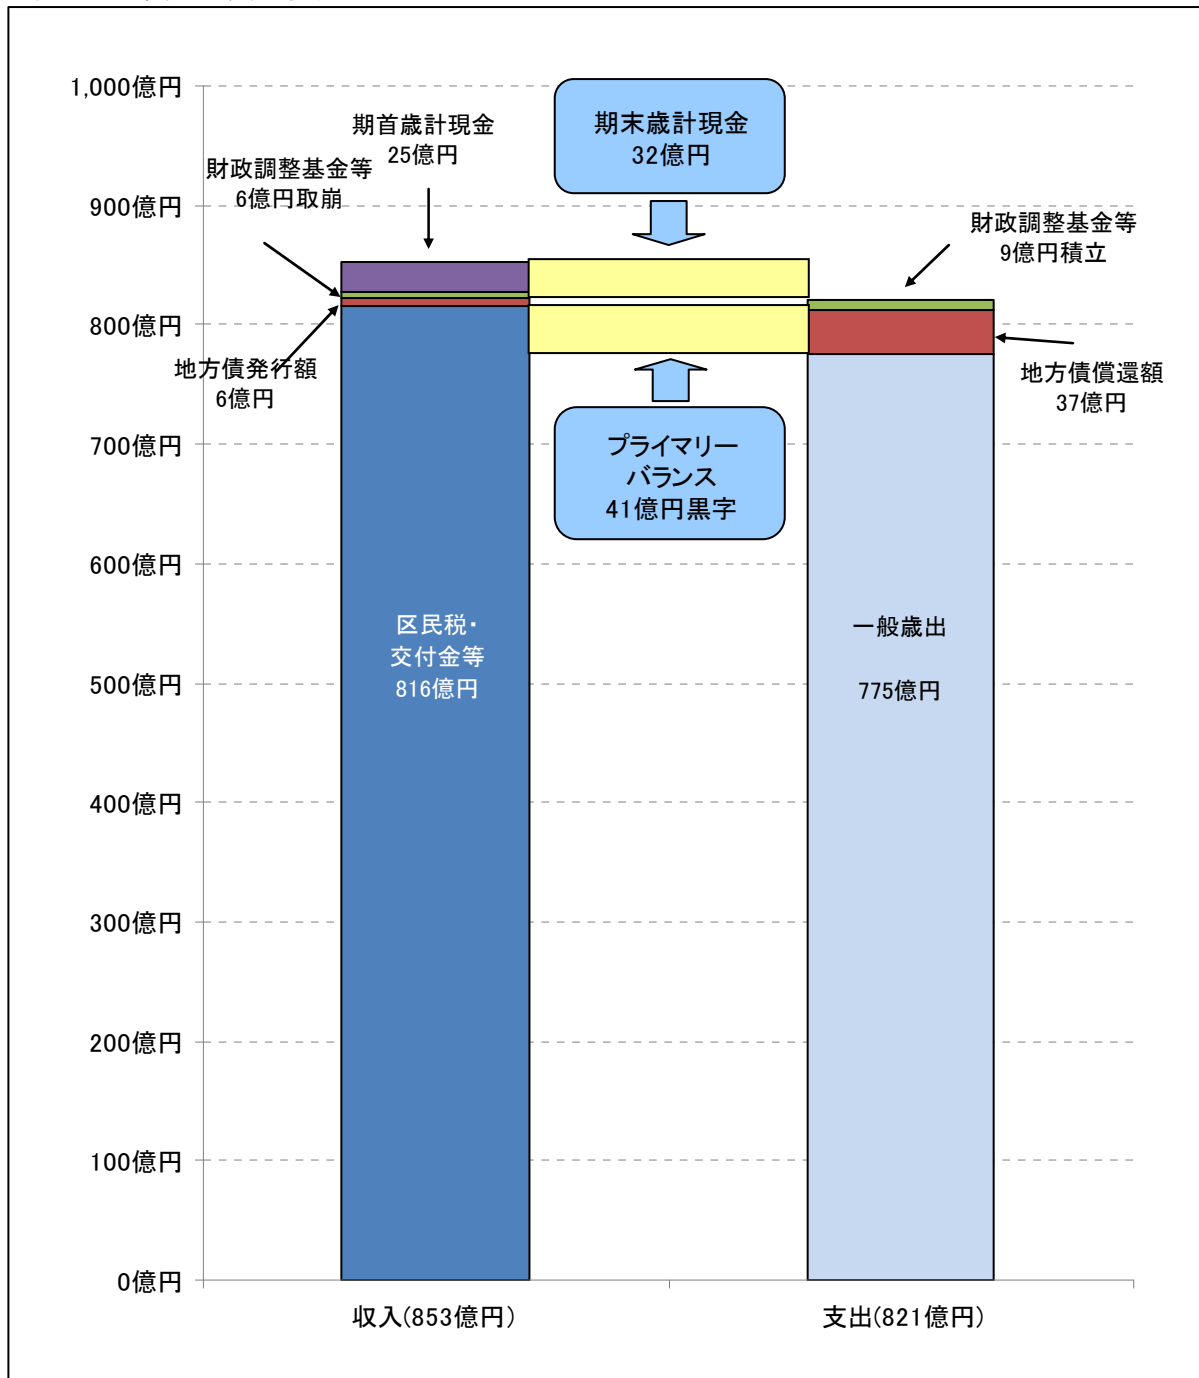 1,000億円
900億円
800億円
700億円
600億円
500億円
400億円
300億円
200億円
100億円
0億円
期首歳計現金
25億円
財政調整基金等
6億円取崩
地方債発行額
6億円
期末歳計現金
32億円
財政調整基金等
9億円積立
地方債償還額
37億円
プライマリー
バランス
41億円黒字
区民税・
交付金等
816億円
一般歳出
775億円
収入(853億円)
支出(821億円)